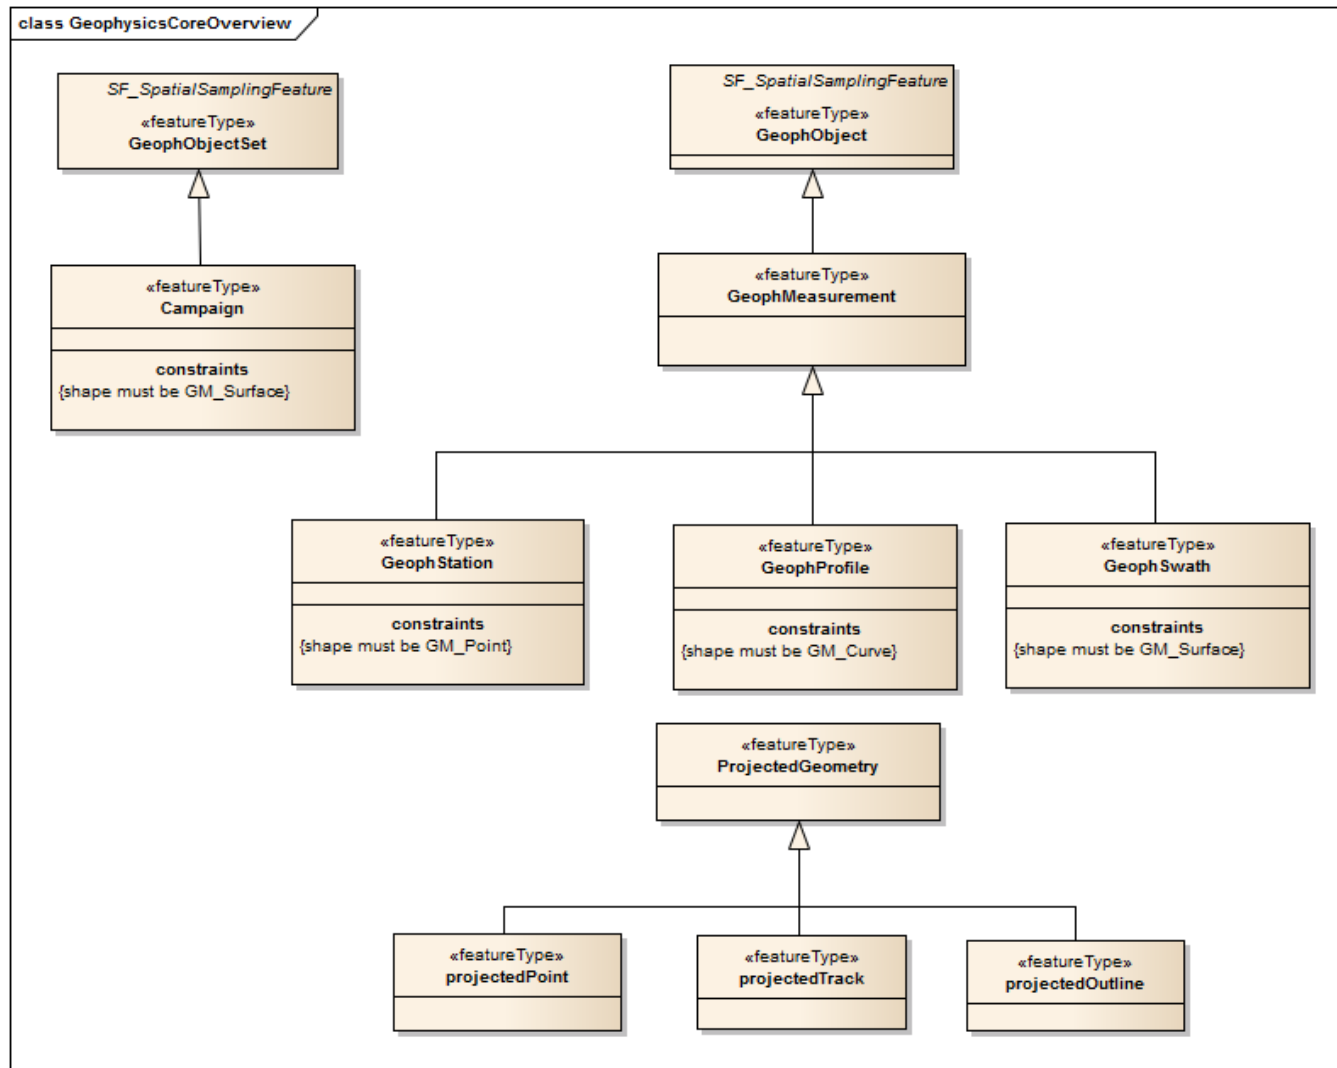 class GeophysicsCoreOverview
SF_SpatialSamplingFeature
«featureType»
GeophObjectSet
SF_SpatialSamplingFeature
«featureType»
GeophObject
«featureType»
Campaign
constraints
{shape must be GM_Surface}
«featureType»
GeophMeasurement
«featureType»
GeophStation
constraints
{shape must be GM_Point}
«featureType»
GeophProfile
constraints
{shape must be GM_Curve}
«featureType»
GeophSwath
constraints
{shape must be GM_Surface}
«featureType»
ProjectedGeometry
«featureType»
projectedPoint
«featureType»
projectedTrack
«featureType»
projectedOutline